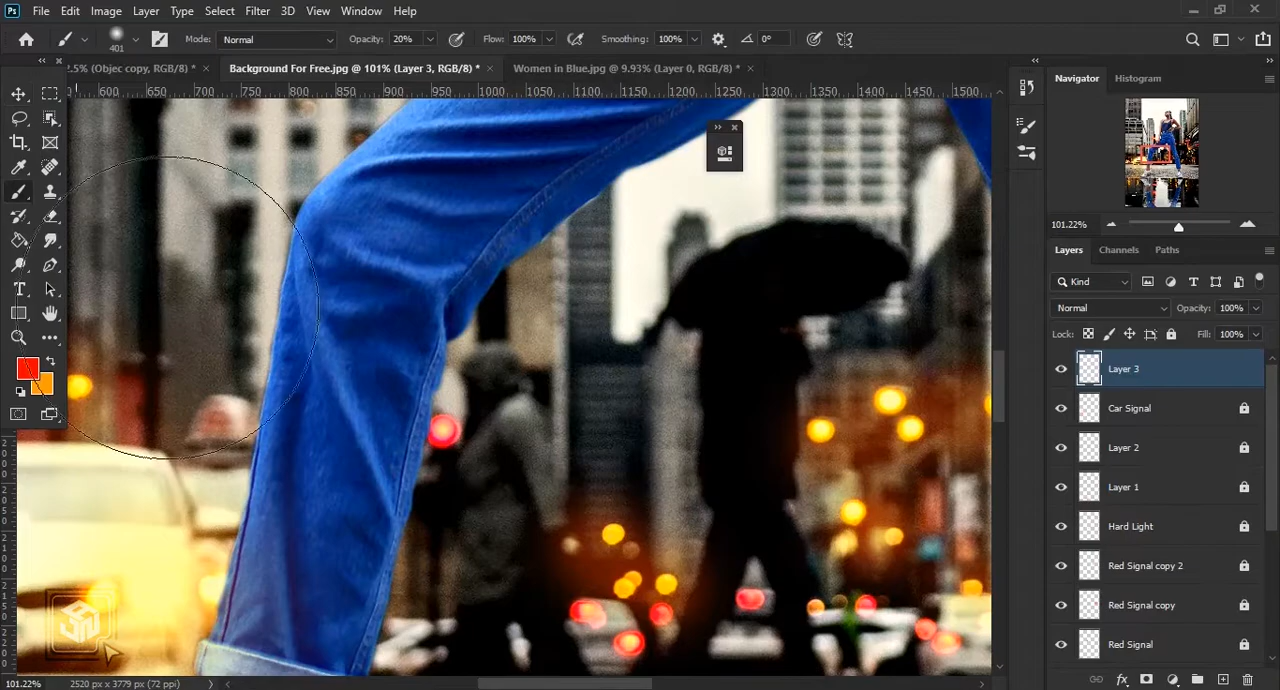 Ps File Edit Image Layer Type Select Filter 3D View Window Help
401 Mode: Normal Opacity: 20% Flow: 100% Smoothing: 100% 0°
2.5% (Objec copy, RGB/8) * × Background For Free.jpg @ 101% (Layer 3, RGB/8) * × Women in Blue.jpg @ 9.93% (Layer 0, RGB/8) * ×
600 650 700 750 800 850 900 950 1000 1050 1100 1150 1200 1250 1300 1350 1400 1450 1500
Navigator Histogram
101.22%
Layers Channels Paths
Kind
Normal Opacity: 100%
Lock: Fill: 100%
Layer 3
Car Signal
Layer 2
Layer 1
Hard Light
Red Signal copy 2
Red Signal copy
Red Signal
101.22% 2520 px x 3779 px (72 ppi)